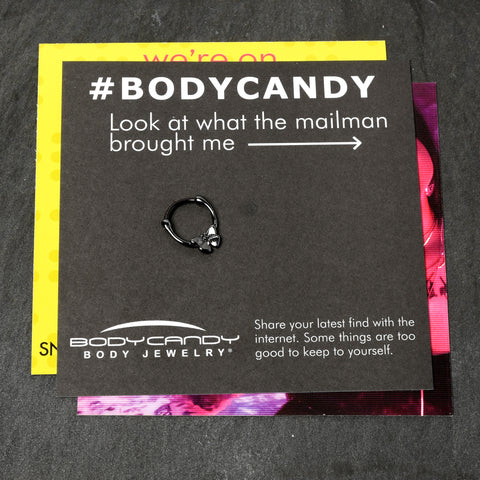 we're on
#BODYCANDY
Look at what the mailman
brought me
BODYCANDY
BODY JEWELRY®
Share your latest find with the
internet. Some things are too
good to keep to yourself.
SN